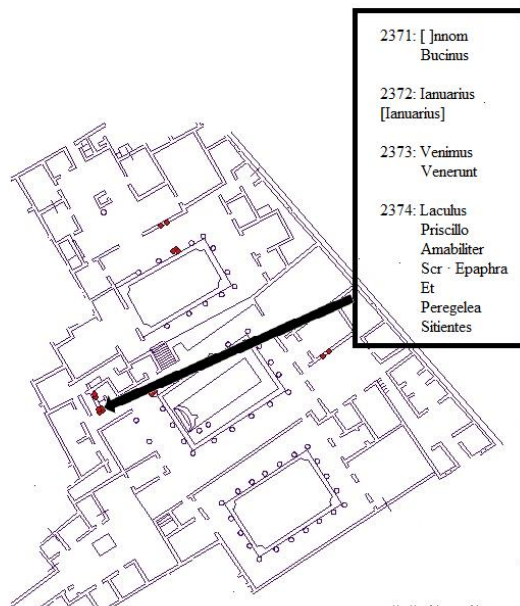 2371: [ ]nnom
Bucinus
2372: Ianuarius
[Ianuarius]
2373: Venimus
Venerunt
2374: Laculus
Priscillo
Amabiliter
Scr · Epaphra
Et
Peregelea
Sitientes